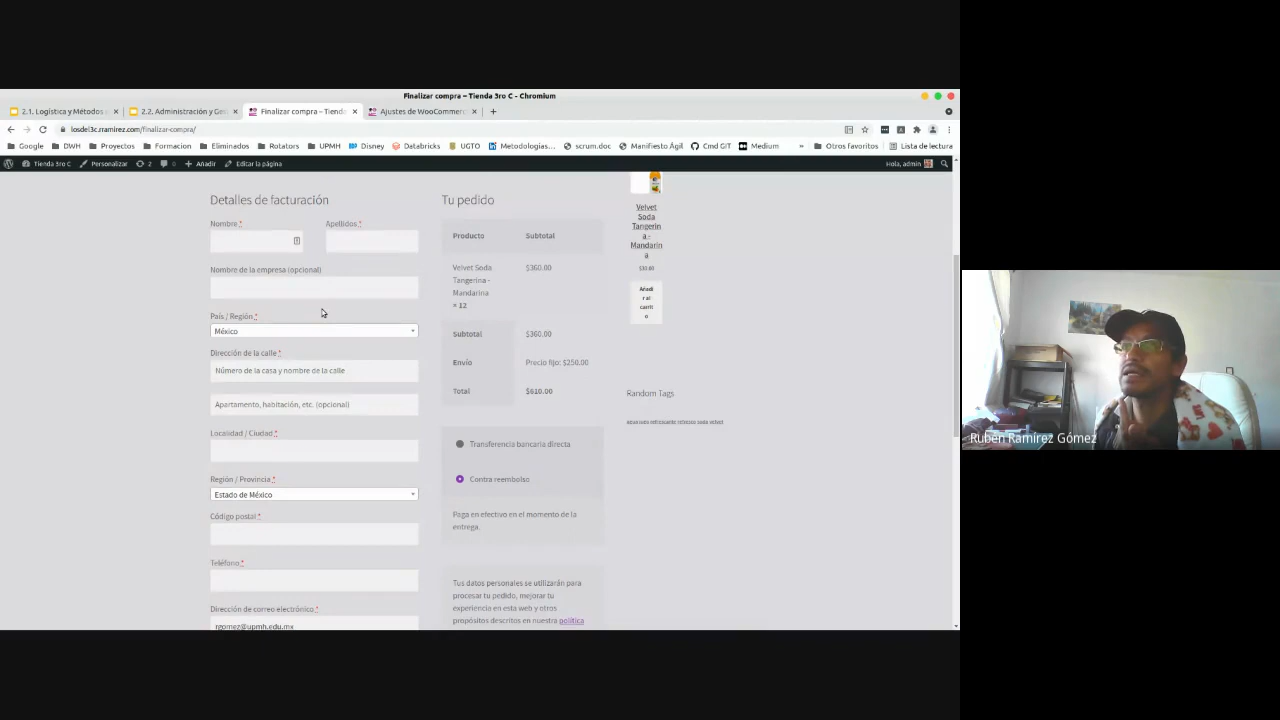 Finalizar compra – Tienda 3ro C - Chromium
2.1. Logística y Métodos
2.2. Administración y Ge
Finalizar compra – Tienda
Ajustes de WooCommerc
losdel3c.rramirez.com/finalizar-compra/
Google
DWH
Proyectos
Formacion
Eliminados
Rotators
UPMH
Disney
Databricks
UGTO
Metodologías...
scrum.doc
Manifiesto Ágil
Cmd GIT
Medium
»
Otros favoritos
Lista de lectura
Tienda 3ro C
Personalizar
2
0
Añadir
Editar la página
Hola, admin
Detalles de facturación
Nombre *
Apellidos *
Nombre de la empresa (opcional)
País / Región *
México
Dirección de la calle *
Número de la casa y nombre de la calle
Apartamento, habitación, etc. (opcional)
Localidad / Ciudad *
Región / Provincia *
Estado de México
Código postal *
Teléfono *
Dirección de correo electrónico *
rgomez@upmh.edu.mx
Tu pedido
Producto Subtotal
Velvet Soda $360.00
Tangerina -
Mandarina
× 12
Subtotal $360.00
Envío Precio fijo: $250.00
Total $610.00
Transferencia bancaria directa
Contra reembolso
Paga en efectivo en el momento de la
entrega.
Tus datos personales se utilizarán para
procesar tu pedido, mejorar tu
experiencia en esta web y otros
propósitos descritos en nuestra política
Velvet
Soda
Tangerin
a -
Mandarin
a
$30.00
Añadi
r al
carrit
o
Random Tags
Rubén Ramírez Gómez